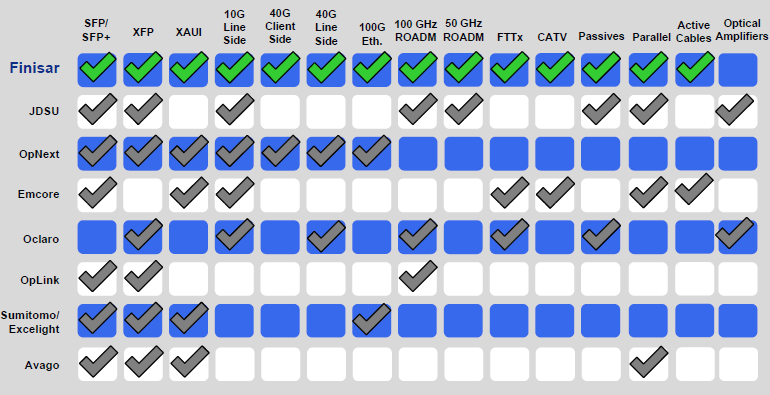 SFP/
SFP+
XFP
XAUI
10G
Line
Side
40G
Client
Side
40G
Line
Side
100G
Eth.
100 GHz
ROADM
50 GHz
ROADM
FTTx
CATV
Passives
Parallel
Active
Cables
Optical
Amplifiers
Finisar
JDSU
OpNext
Emcore
Oclaro
OpLink
Sumitomo/
Excelight
Avago